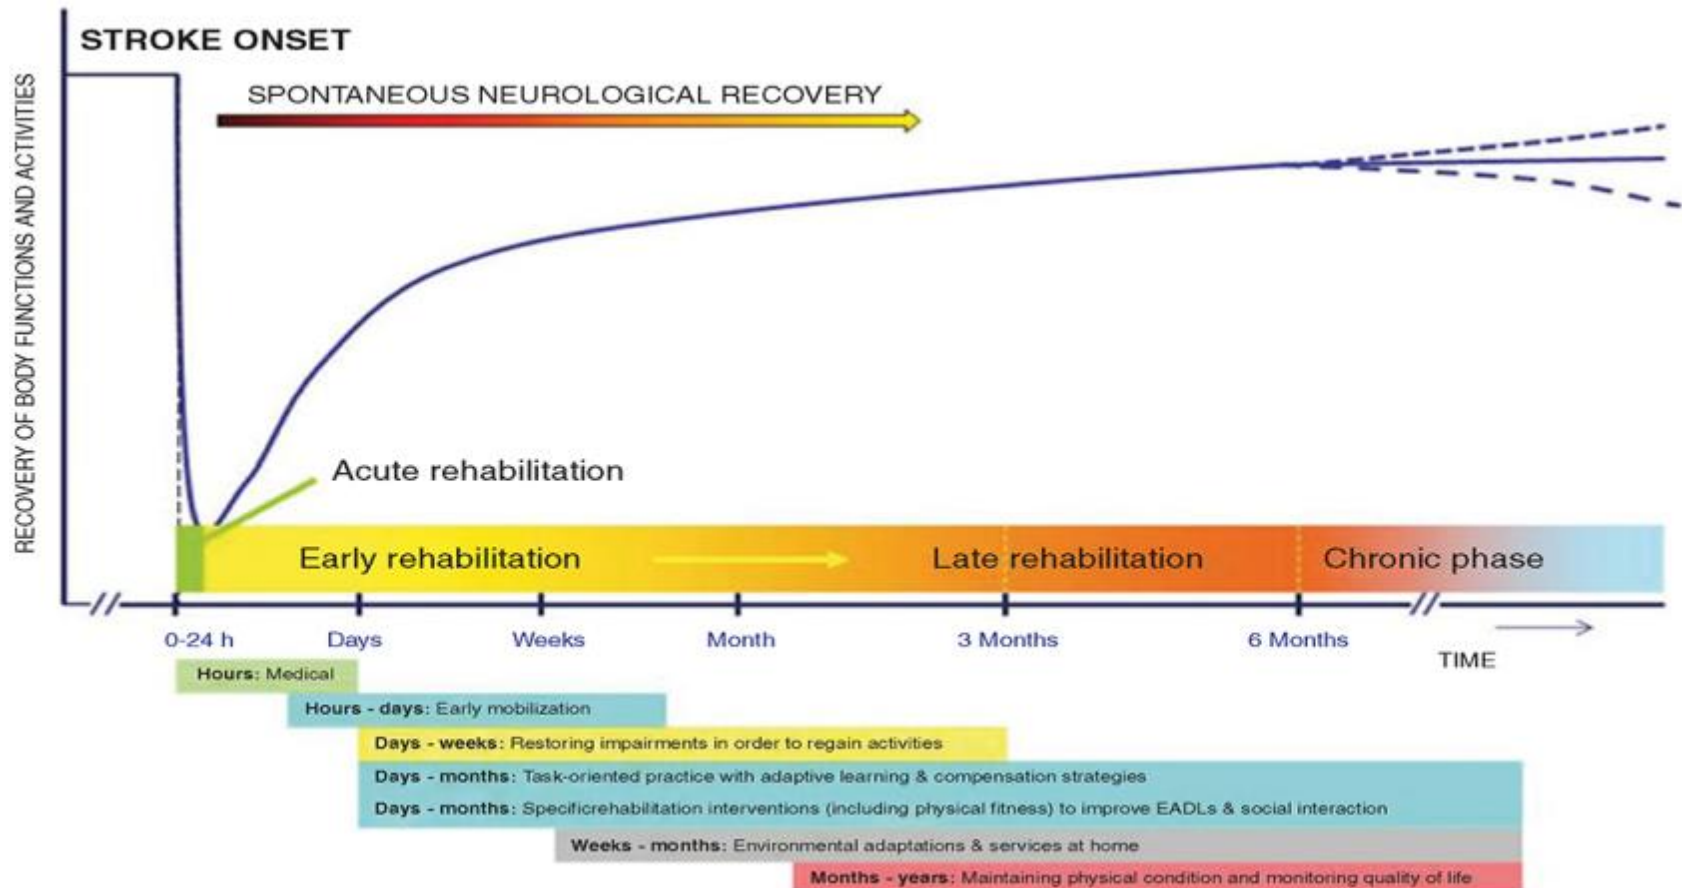 STROKE ONSET
SPONTANEOUS NEUROLOGICAL RECOVERY
RECOVERY OF BODY FUNCTIONS AND ACTIVITIES
Acute rehabilitation
Early rehabilitation
Late rehabilitation
Chronic phase
0-24 h
Days
Weeks
Month
3 Months
6 Months
TIME
Hours: Medical
Hours - days: Early mobilization
Days - weeks: Restoring impairments in order to regain activities
Days - months: Task-oriented practice with adaptive learning & compensation strategies
Days - months: Specificrehabilitation interventions (including physical fitness) to improve EADLs & social interaction
Weeks - months: Environmental adaptations & services at home
Months - years: Maintaining physical condition and monitoring quality of life